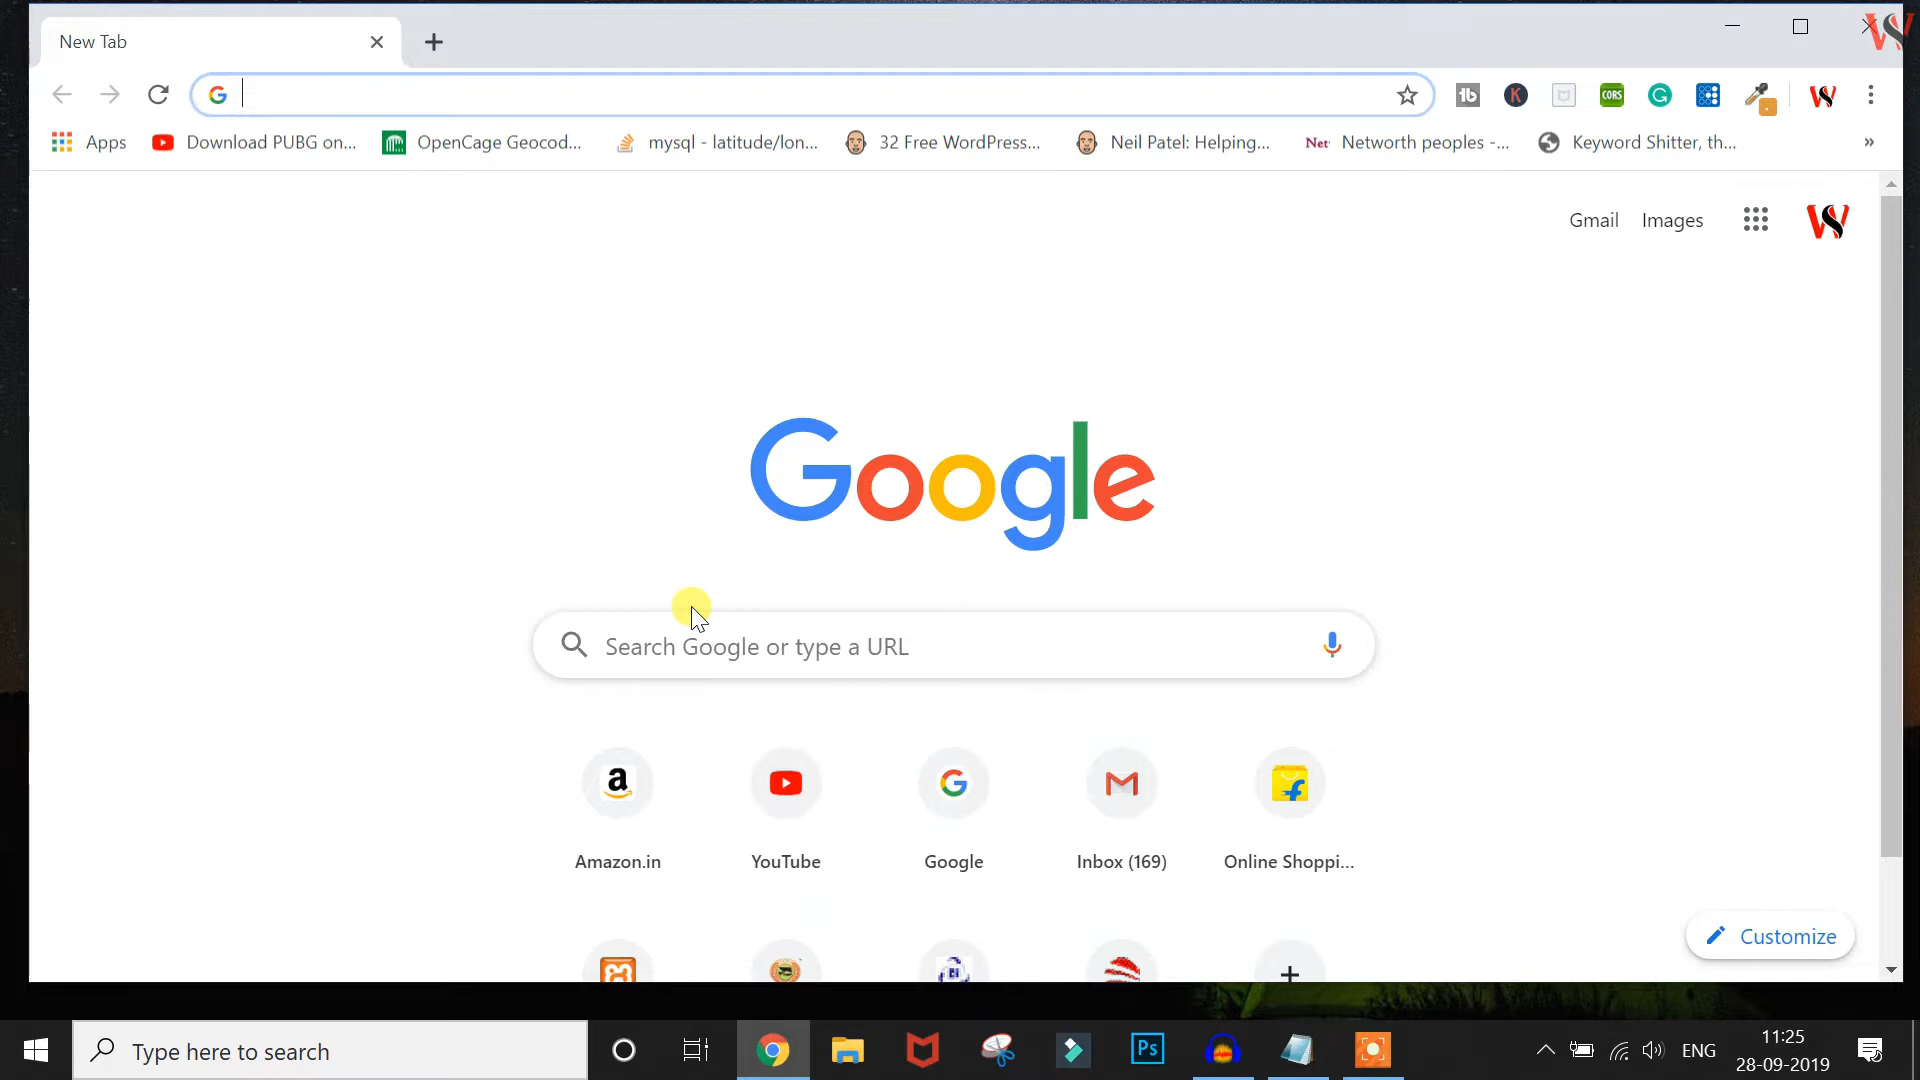 New Tab
Apps
Download PUBG on...
OpenCage Geocod...
mysql - latitude/lon...
32 Free WordPress...
Neil Patel: Helping...
Net
Networth peoples -...
Keyword Shitter, th...
CORS
Gmail
Images
Google
Search Google or type a URL
Amazon.in
YouTube
Google
Inbox (169)
Online Shoppi...
Customize
Type here to search
Ps
ENG
11:25
28-09-2019